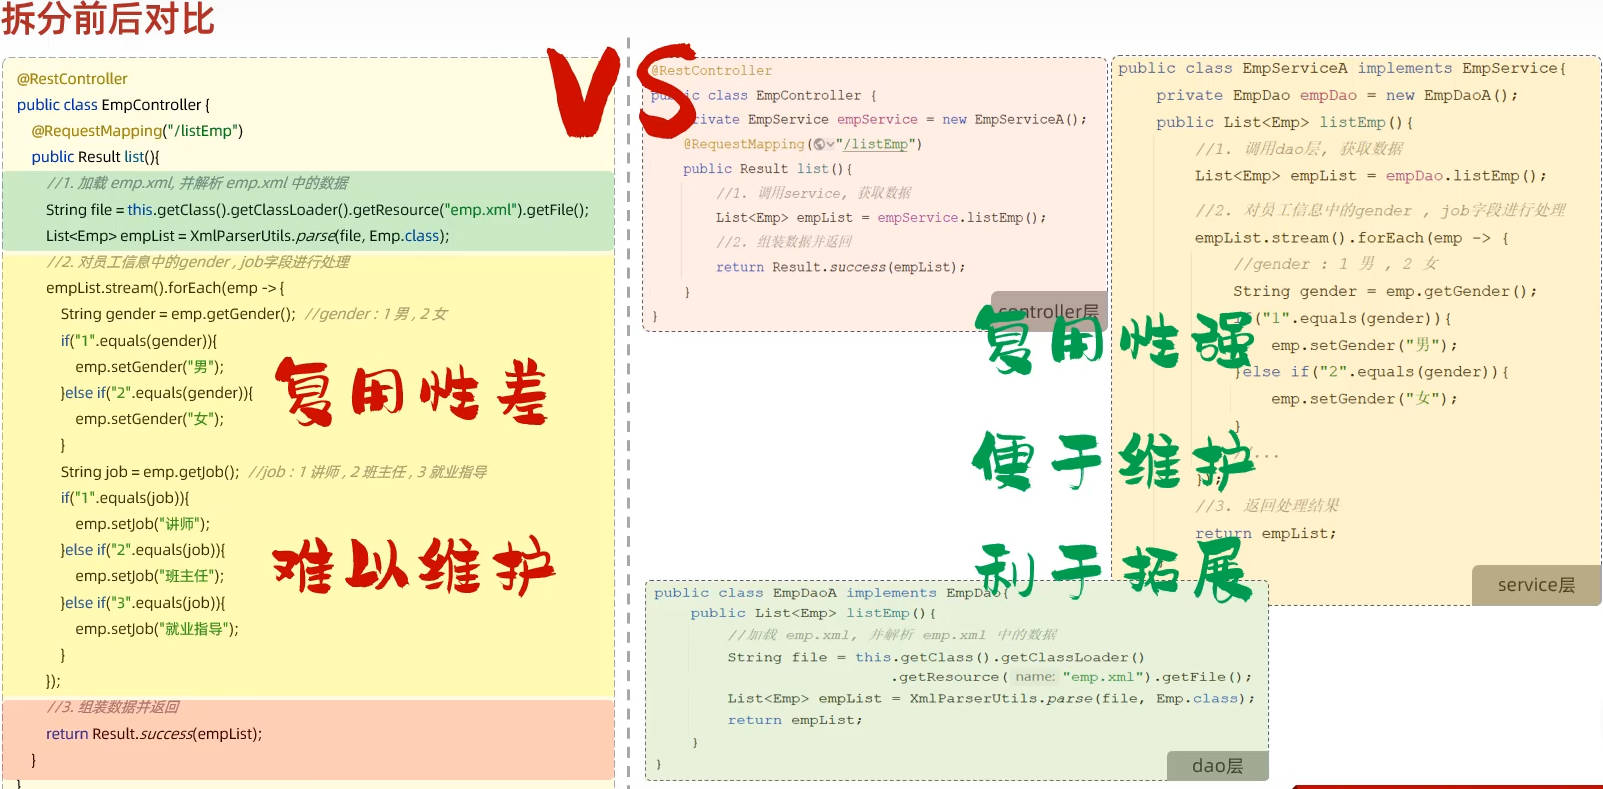 拆分前后对比
@RestController
public class EmpController {
@RequestMapping("/listEmp")
public Result list(){
//1. 加载 emp.xml, 并解析 emp.xml 中的数据
String file = this.getClass().getClassLoader().getResource("emp.xml").getFile();
List<Emp> empList = XmlParserUtils.parse(file, Emp.class);
//2. 对员工信息中的gender , job字段进行处理
empList.stream().forEach(emp -> {
String gender = emp.getGender(); //gender : 1 男 , 2 女
if("1".equals(gender)){
emp.setGender("男");
}else if("2".equals(gender)){
emp.setGender("女");
}
String job = emp.getJob(); //job : 1 讲师 , 2 班主任 , 3 就业指导
if("1".equals(job)){
emp.setJob("讲师");
}else if("2".equals(job)){
emp.setJob("班主任");
}else if("3".equals(job)){
emp.setJob("就业指导");
}
});
//3. 组装数据并返回
return Result.success(empList);
}
}
复用性差
难以维护
VS
@RestController
public class EmpController {
private EmpService empService = new EmpServiceA();
@RequestMapping("/listEmp")
public Result list(){
//1. 调用service, 获取数据
List<Emp> empList = empService.listEmp();
//2. 组装数据并返回
return Result.success(empList);
}
}
controller层
public class EmpServiceA implements EmpService{
private EmpDao empDao = new EmpDaoA();
public List<Emp> listEmp(){
//1. 调用dao层, 获取数据
List<Emp> empList = empDao.listEmp();
//2. 对员工信息中的gender , job字段进行处理
empList.stream().forEach(emp -> {
//gender : 1 男 , 2 女
String gender = emp.getGender();
if("1".equals(gender)){
emp.setGender("男");
}else if("2".equals(gender)){
emp.setGender("女");
}
//...
});
//3. 返回处理结果
return empList;
service层
复用性强
便于维护
利于拓展
public class EmpDaoA implements EmpDao{
public List<Emp> listEmp(){
//加载 emp.xml, 并解析 emp.xml 中的数据
String file = this.getClass().getClassLoader()
.getResource( name: "emp.xml").getFile();
List<Emp> empList = XmlParserUtils.parse(file, Emp.class);
return empList;
}
}
dao层